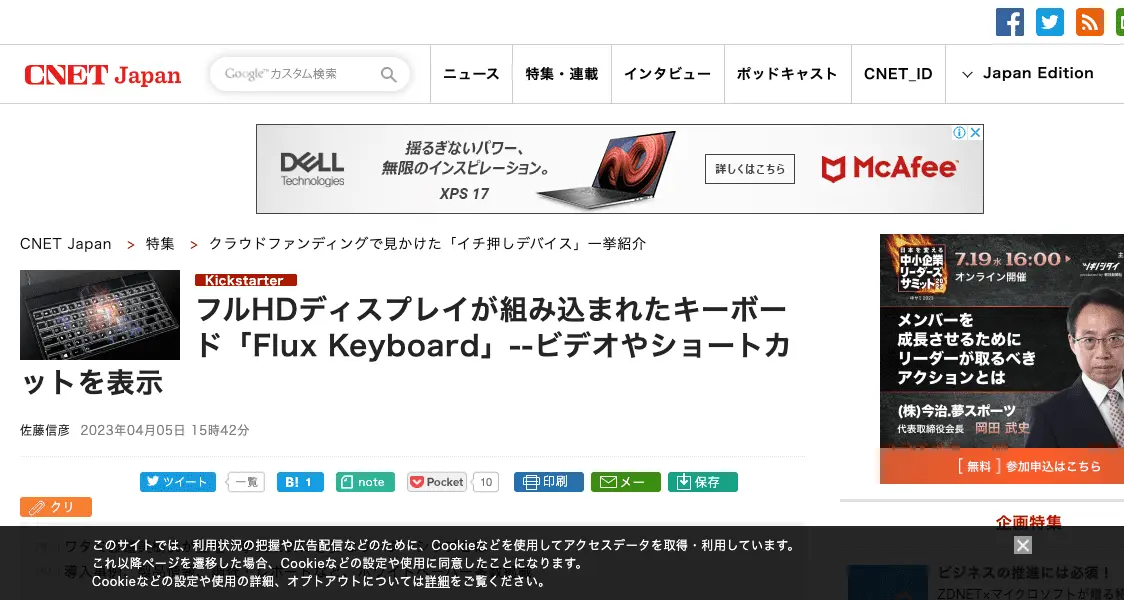 CNET Japan
Google™カスタム検索
ニュース
特集・連載
インタビュー
ポッドキャスト
CNET_ID
Japan Edition
DELL
Technologies
揺るぎないパワー、
無限のインスピレーション。
XPS 17
詳しくはこちら
McAfee™
CNET Japan > 特集 > クラウドファンディングで見かけた「イチ押しデバイス」一挙紹介
Kickstarter
フルHDディスプレイが組み込まれたキーボー
ド「Flux Keyboard」--ビデオやショートカ
ットを表示
佐藤信彦 2023年04月05日 15時42分
ツイート
一覧
B! 1
note
Pocket
10
印刷
メー
保存
クリ
日本を変える
中小企業
リーダーズ
サミット2023
7.19水 16:00
オンライン開催
ツギノジダイ
メンバーを
成長させるために
リーダーが取るべき
アクションとは
(株)今治.夢スポーツ
代表取締役会長 岡田 武史
[ 無料 ] 参加申込はこちら
企画特集
このサイトでは、利用状況の把握や広告配信などのために、Cookieなどを使用してアクセスデータを取得・利用しています。
これ以降ページを遷移した場合、Cookieなどの設定や使用に同意したことになります。
Cookieなどの設定や使用の詳細、オプトアウトについては詳細をご覧ください。
ビジネスの推進には必須！
ZDNET×マイクロソフトが贈る